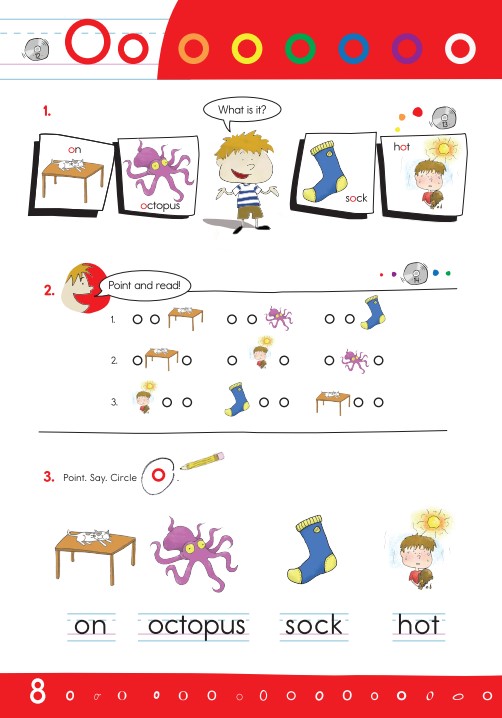 Oo O O O O O O
1.
What is it?
on
octopus
sock
hot
2. Point and read!
1. o o o o o o
2. o o o o o o
3. o o o o o o
3. Point. Say. Circle o.
on octopus sock hot
8 o o o o o o o o o o o o o o o o